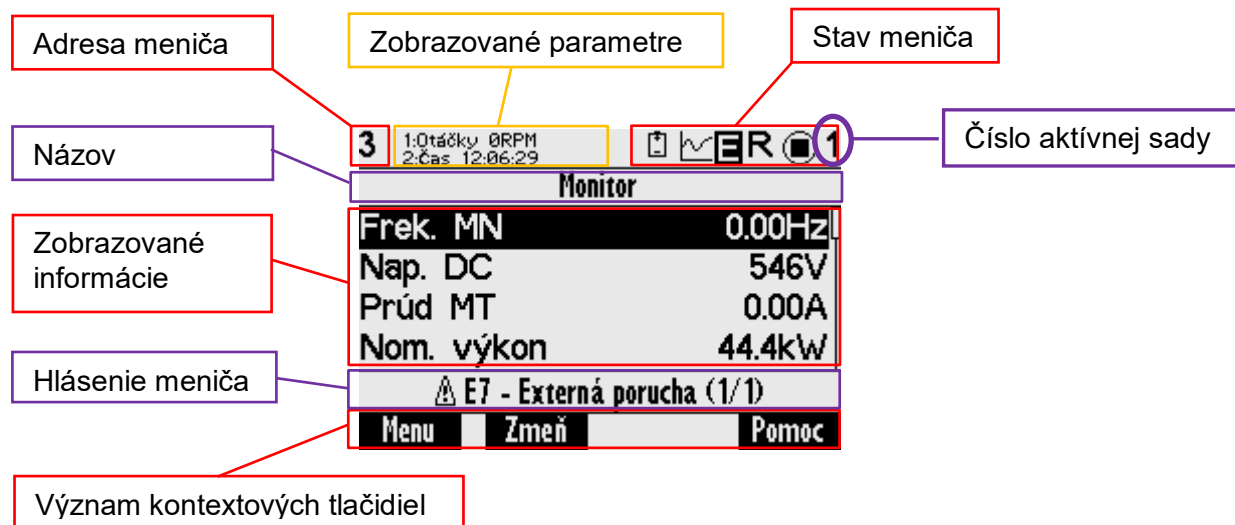 Adresa meniča
Zobrazované parametre
Stav meniča
3
1:Otáčky 0RPM
2:Čas 12:06:29
E R 1
Číslo aktívnej sady
Názov
Monitor
Zobrazované
informácie
Frek. MN 0.00Hz
Nap. DC 546V
Prúd MT 0.00A
Nom. výkon 44.4kW
Hlásenie meniča
⚠ E7 - Externá porucha (1/1)
Menu Zmeň Pomoc
Význam kontextových tlačidiel